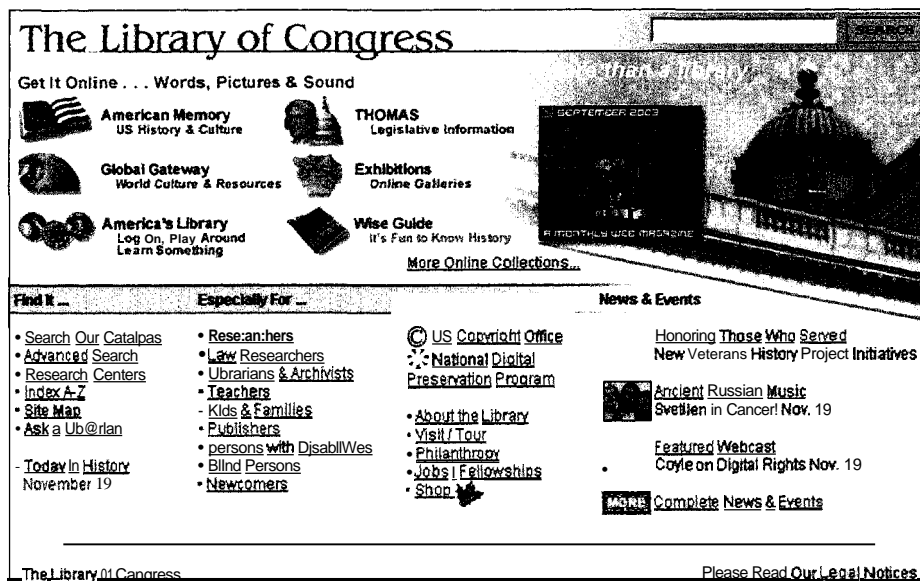 The Library of Congress
SEARCH
than a library
Get It Online . . . Words, Pictures & Sound
American Memory
US History & Culture
THOMAS
Legislative Information
SEPTEMBER 2003
Global Gateway
World Culture & Resources
Exhibitions
Online Galleries
America's Library
Log On, Play Around
Learn Something
Wise Guide
It's Fun to Know History
A MONTHLY WEB MAGAZINE
More Online Collections...
Find It ...
Especially For ...
News & Events
• Search Our Catalpas
• Advanced Search
• Research Centers
• Index A-Z
• Site Map
• Ask a Ub@rlan
- Today In History
November 19
• Rese:an:hers
• Law Researchers
• Ubrarians & Archivists
• Teachers
- KIds & Families
• Publishers
• persons with DjsablIWes
• BlInd Persons
• Newcomers
© US Copyright Office
National Digital
Preservation Program
• About the Library
• Visit / Tour
• Philanthropy
• Jobs | Fellowships
• Shop
Honoring Those Who Served
New Veterans History Project Initiatives
Ancient Russian Music
Svetlen in Cancer! Nov. 19
Featured Webcast
• Coyle on Digital Rights Nov. 19
MORE Complete News & Events
The Library 01 Cangress
Please Read Our Legal Notices